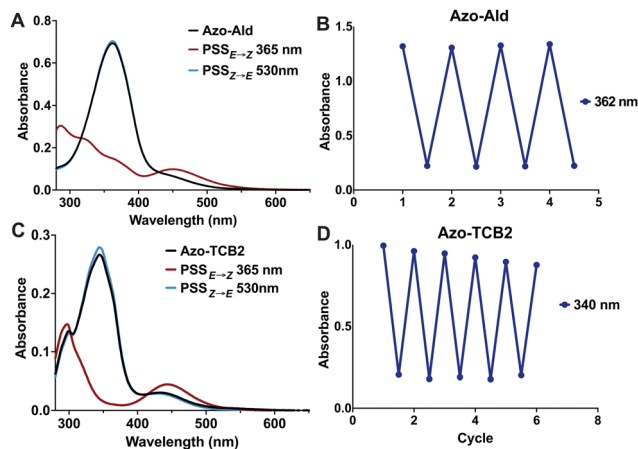 A
Absorbance
0.8
0.6
0.4
0.2
0.0
300 400 500 600
Wavelength (nm)
Azo-Ald
PSSE→Z 365 nm
PSSZ→E 530nm
B
Azo-Ald
Absorbance
1.5
1.0
0.5
0.0
0 1 2 3 4 5
362 nm
C
Absorbance
0.3
0.2
0.1
0.0
300 400 500 600
Wavelength (nm)
Azo-TCB2
PSSE→Z 365 nm
PSSZ→E 530nm
D
Azo-TCB2
Absorbance
1.0
0.5
0.0
0 2 4 6 8
Cycle
340 nm